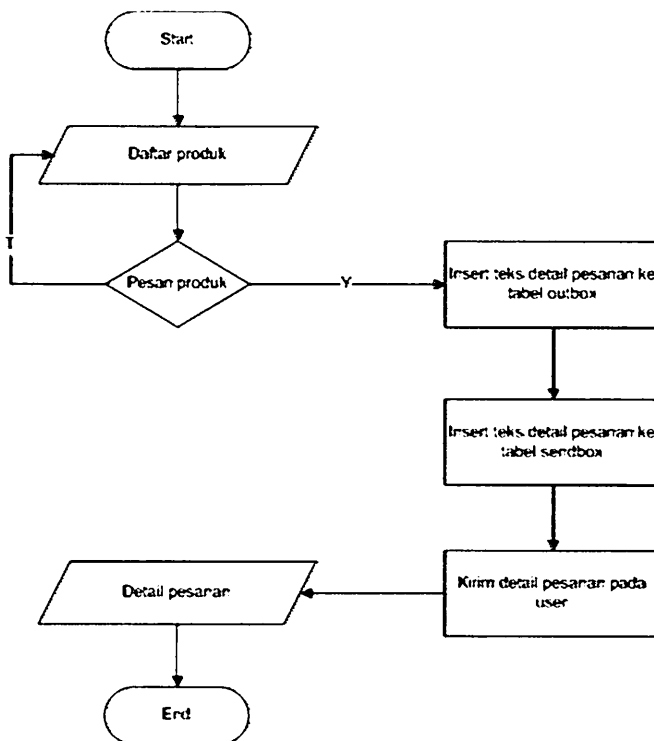 Start
Daftar produk
T
Pesan produk
Y
Insert teks detail pesanan ke
tabel outbox
Insert teks detail pesanan ke
tabel sendbox
Kirim detail pesanan pada
user
Detail pesanan
End